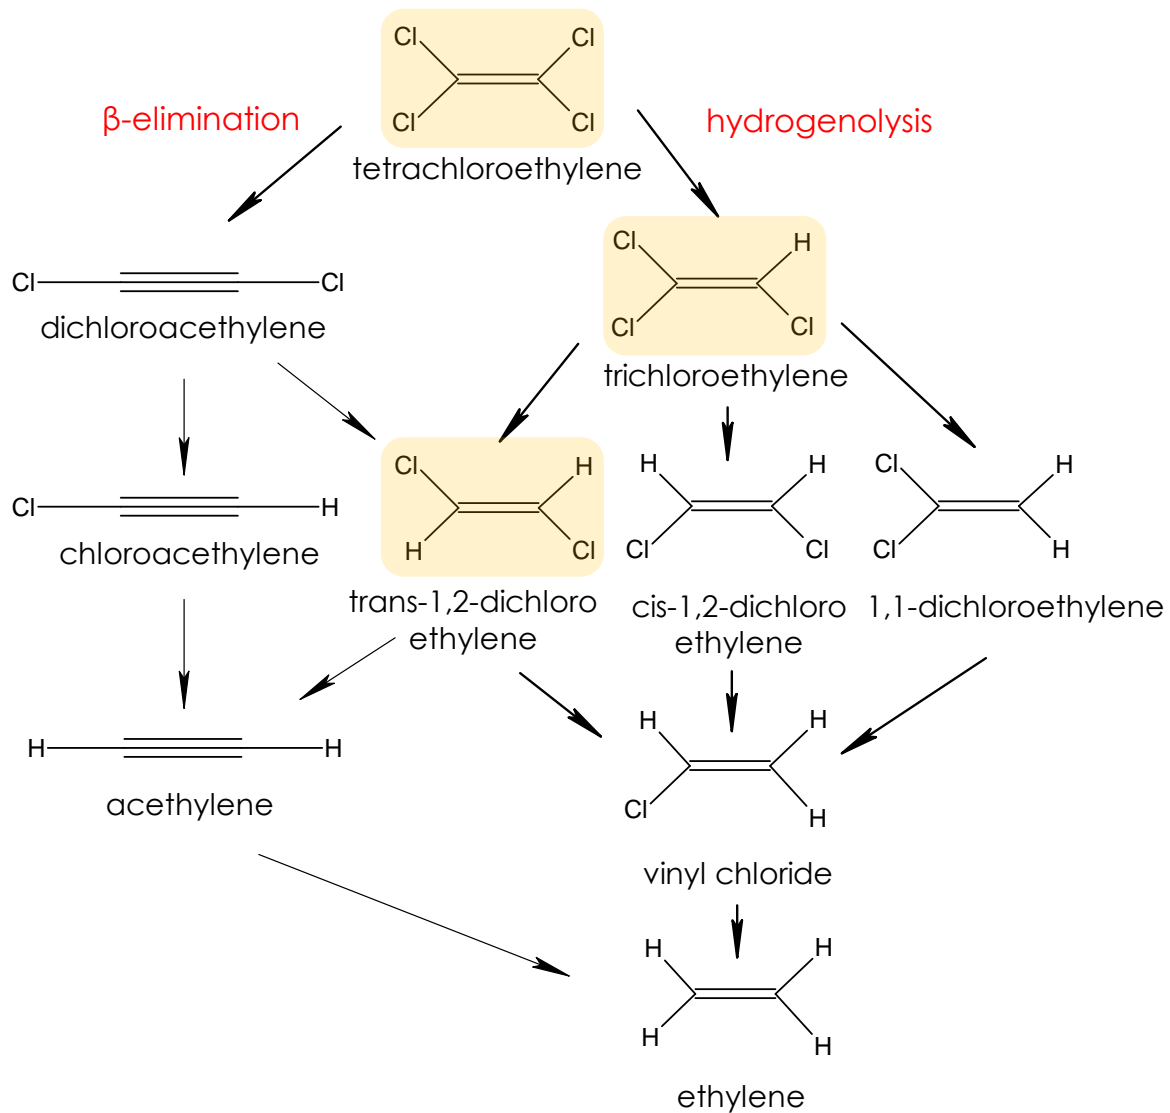 Cl Cl
β-elimination
hydrogenolysis
Cl Cl
tetrachloroethylene
Cl H
Cl Cl
dichloroacethylene
Cl Cl
trichloroethylene
Cl H
H H
Cl H
Cl H
H Cl
Cl Cl
Cl H
chloroacethylene
trans-1,2-dichloro
ethylene
cis-1,2-dichloro
ethylene
1,1-dichloroethylene
H H
H H
acethylene
Cl H
vinyl chloride
H H
H H
ethylene